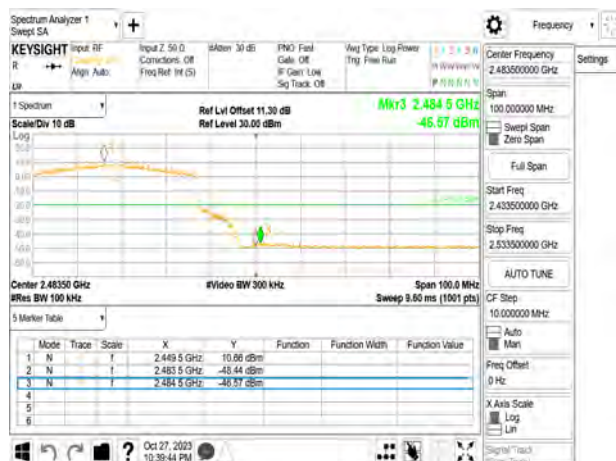 Spectrum Analyzer 1
Swept SA
Frequency
KEYSIGHT
Input: RF
Input Z: 50 Ω
#Atten: 30 dB
PNO: Fast
Avg Type: Log-Power
R
Corrections: Off
Gate: Off
Trig: Free Run
Align: Auto
Freq Ref: Int (S)
IF Gain: Low
Sig Track: Off
P N N N N N
Center Frequency
2.483500000 GHz
Settings
Span
100.000000 MHz
Swept Span
Zero Span
Full Span
Start Freq
2.433500000 GHz
Stop Freq
2.533500000 GHz
AUTO TUNE
CF Step
10.000000 MHz
Auto
Man
Freq Offset
0 Hz
X Axis Scale
Log
Lin
Signal Track
1 Spectrum
Ref Lvl Offset 11.30 dB
Mkr3 2.484 5 GHz
Scale/Div 10 dB
Ref Level 30.00 dBm
-46.57 dBm
Log
Center 2.48350 GHz
#Video BW 300 kHz
Span 100.0 MHz
#Res BW 100 kHz
Sweep 9.60 ms (1001 pts)
5 Marker Table
Mode Trace Scale X Y Function Function Width Function Value
1 N f 2.449 5 GHz 10.66 dBm
2 N f 2.483 5 GHz -48.44 dBm
3 N f 2.484 5 GHz -46.57 dBm
4
5
6
?
Oct 27, 2023
10:39:44 PM